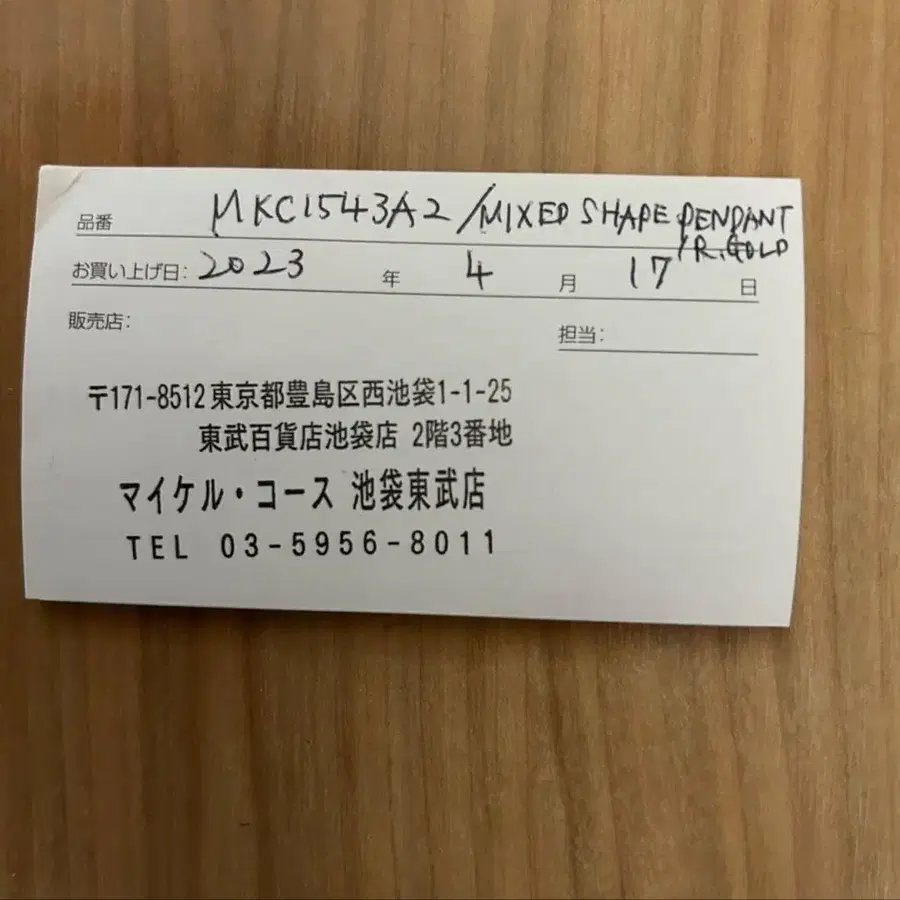 品番 MKC1543A2/MIXED SHAPE PENDANT
/R.GOLD
お買い上げ日: 2023 年 4 月 17 日
販売店:
担当:
〒171-8512 東京都豊島区西池袋1-1-25
東武百貨店池袋店 2階3番地
マイケル・コース 池袋東武店
TEL 03-5956-8011